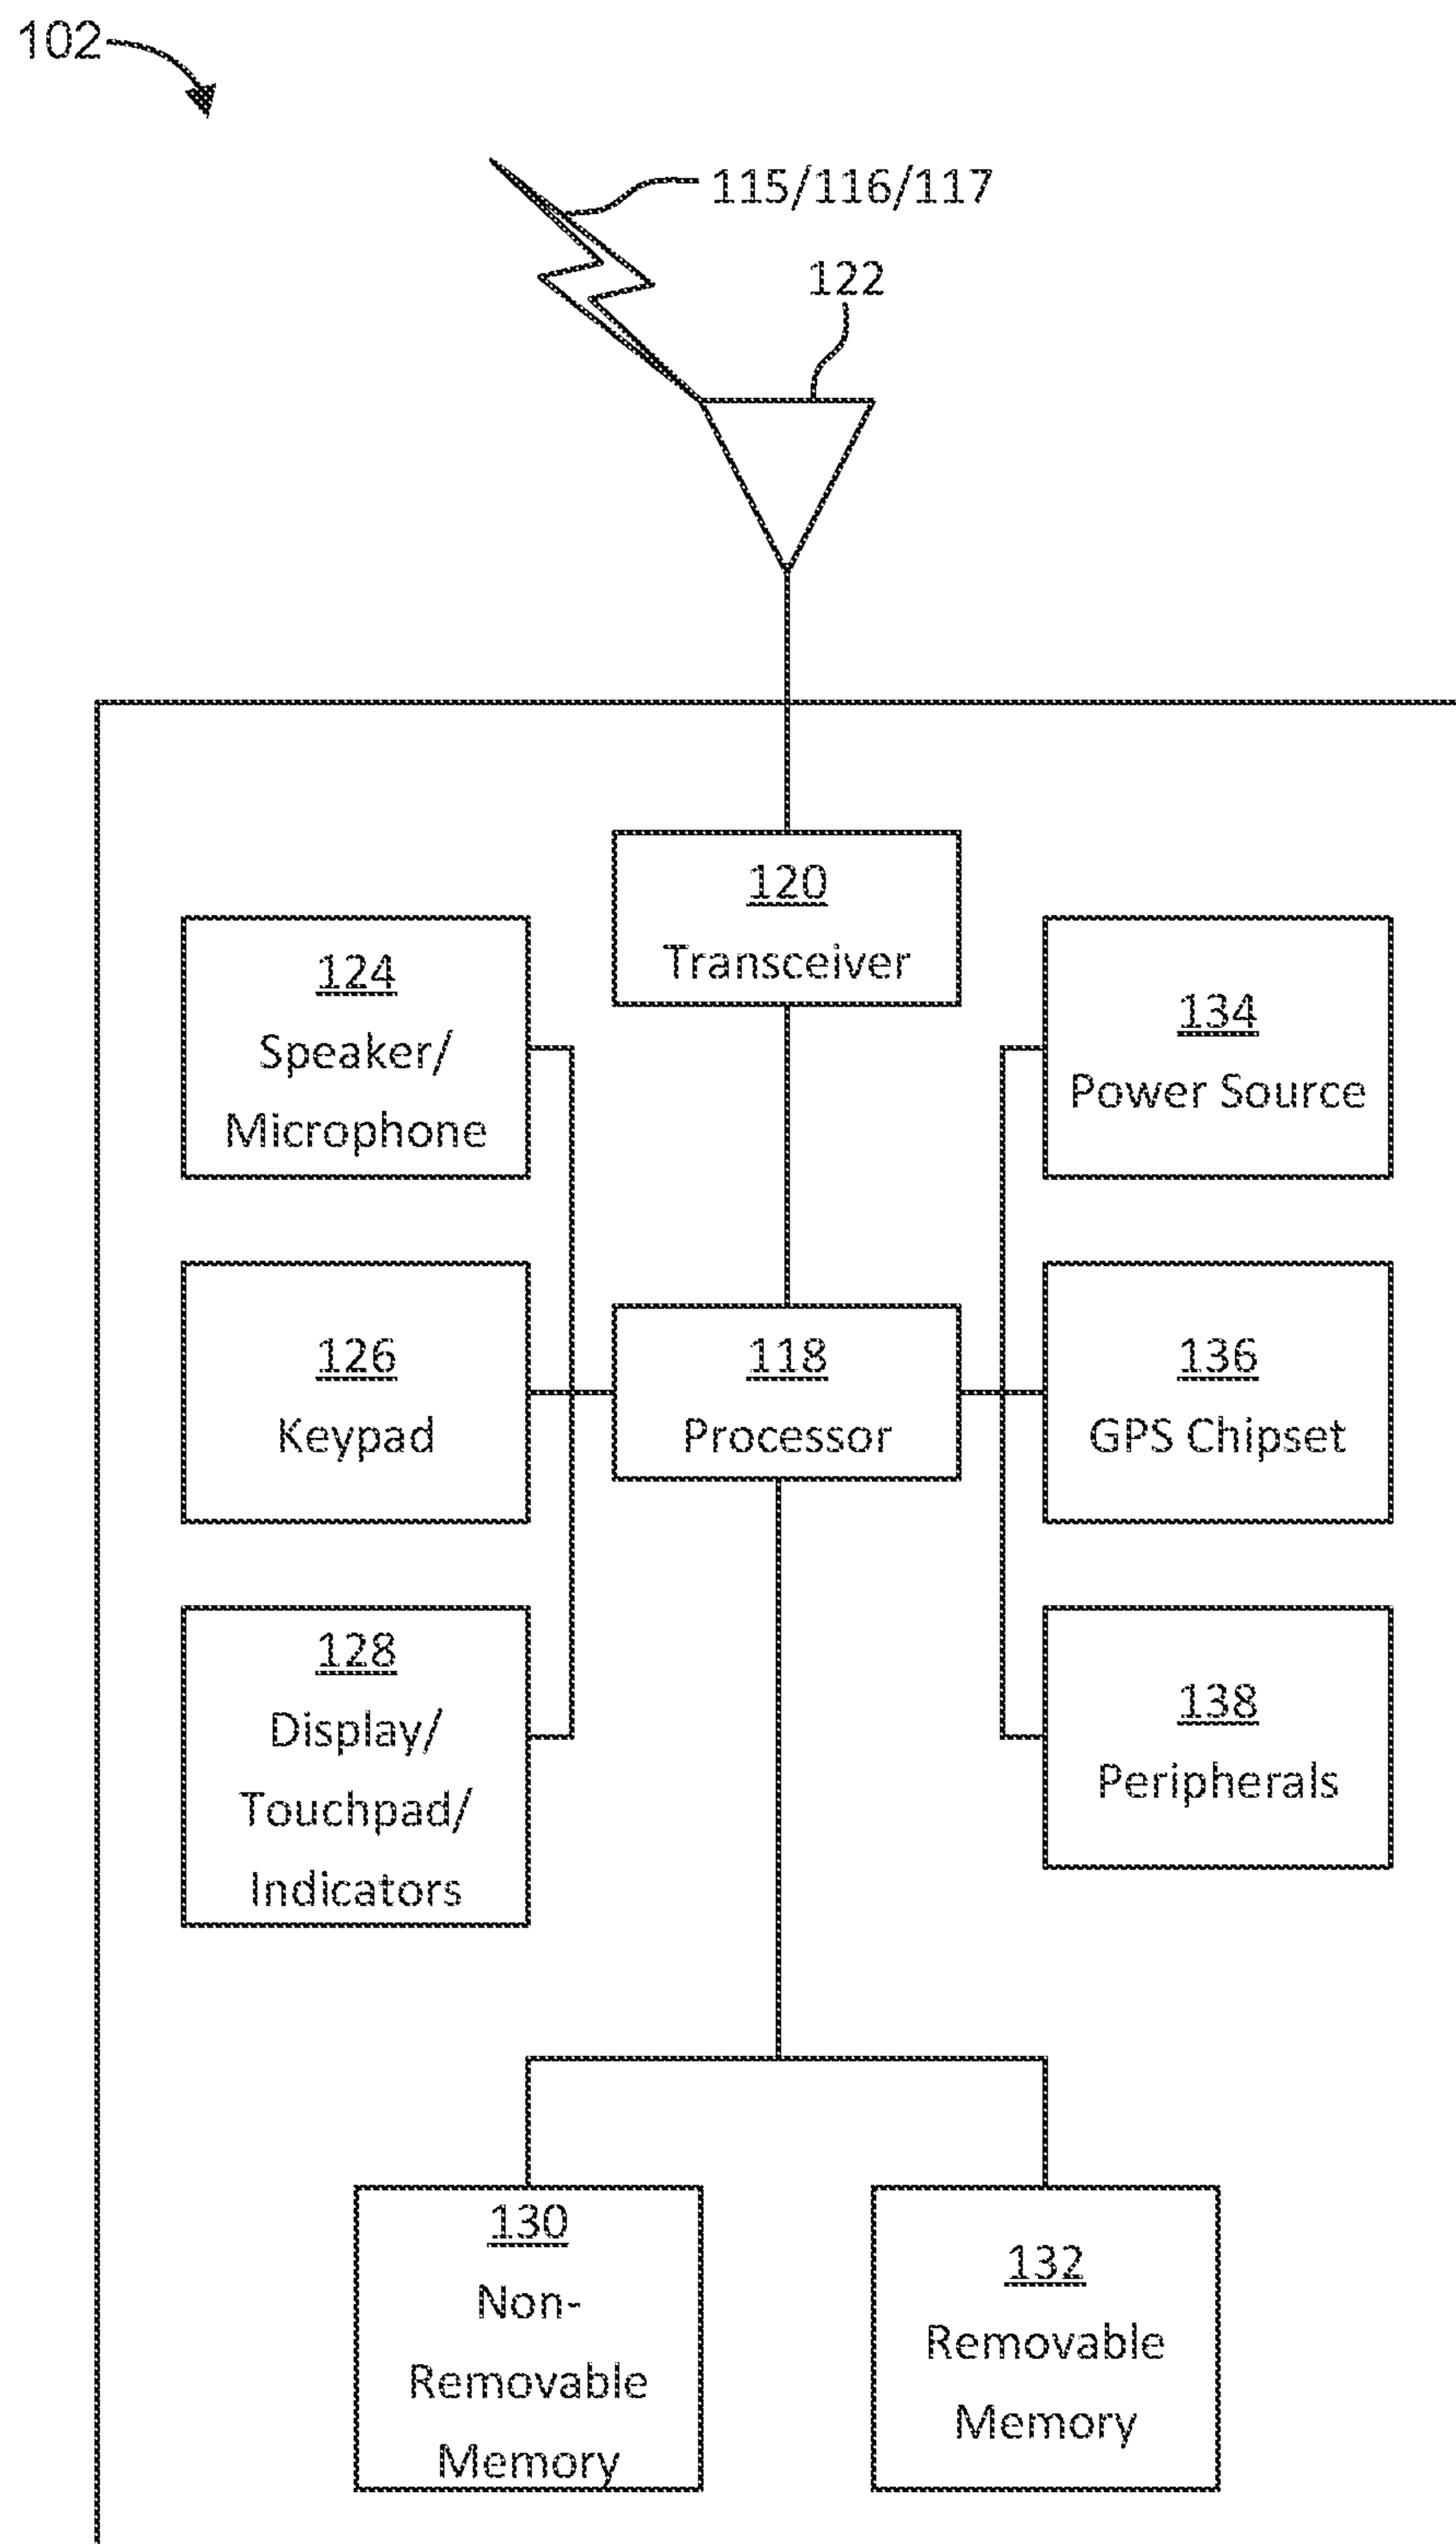 102
115/116/117
122
120
Transceiver
124
Speaker/
Microphone
134
Power Source
126
Keypad
118
Processor
136
GPS Chipset
128
Display/
Touchpad/
Indicators
138
Peripherals
130
Non-
Removable
Memory
132
Removable
Memory